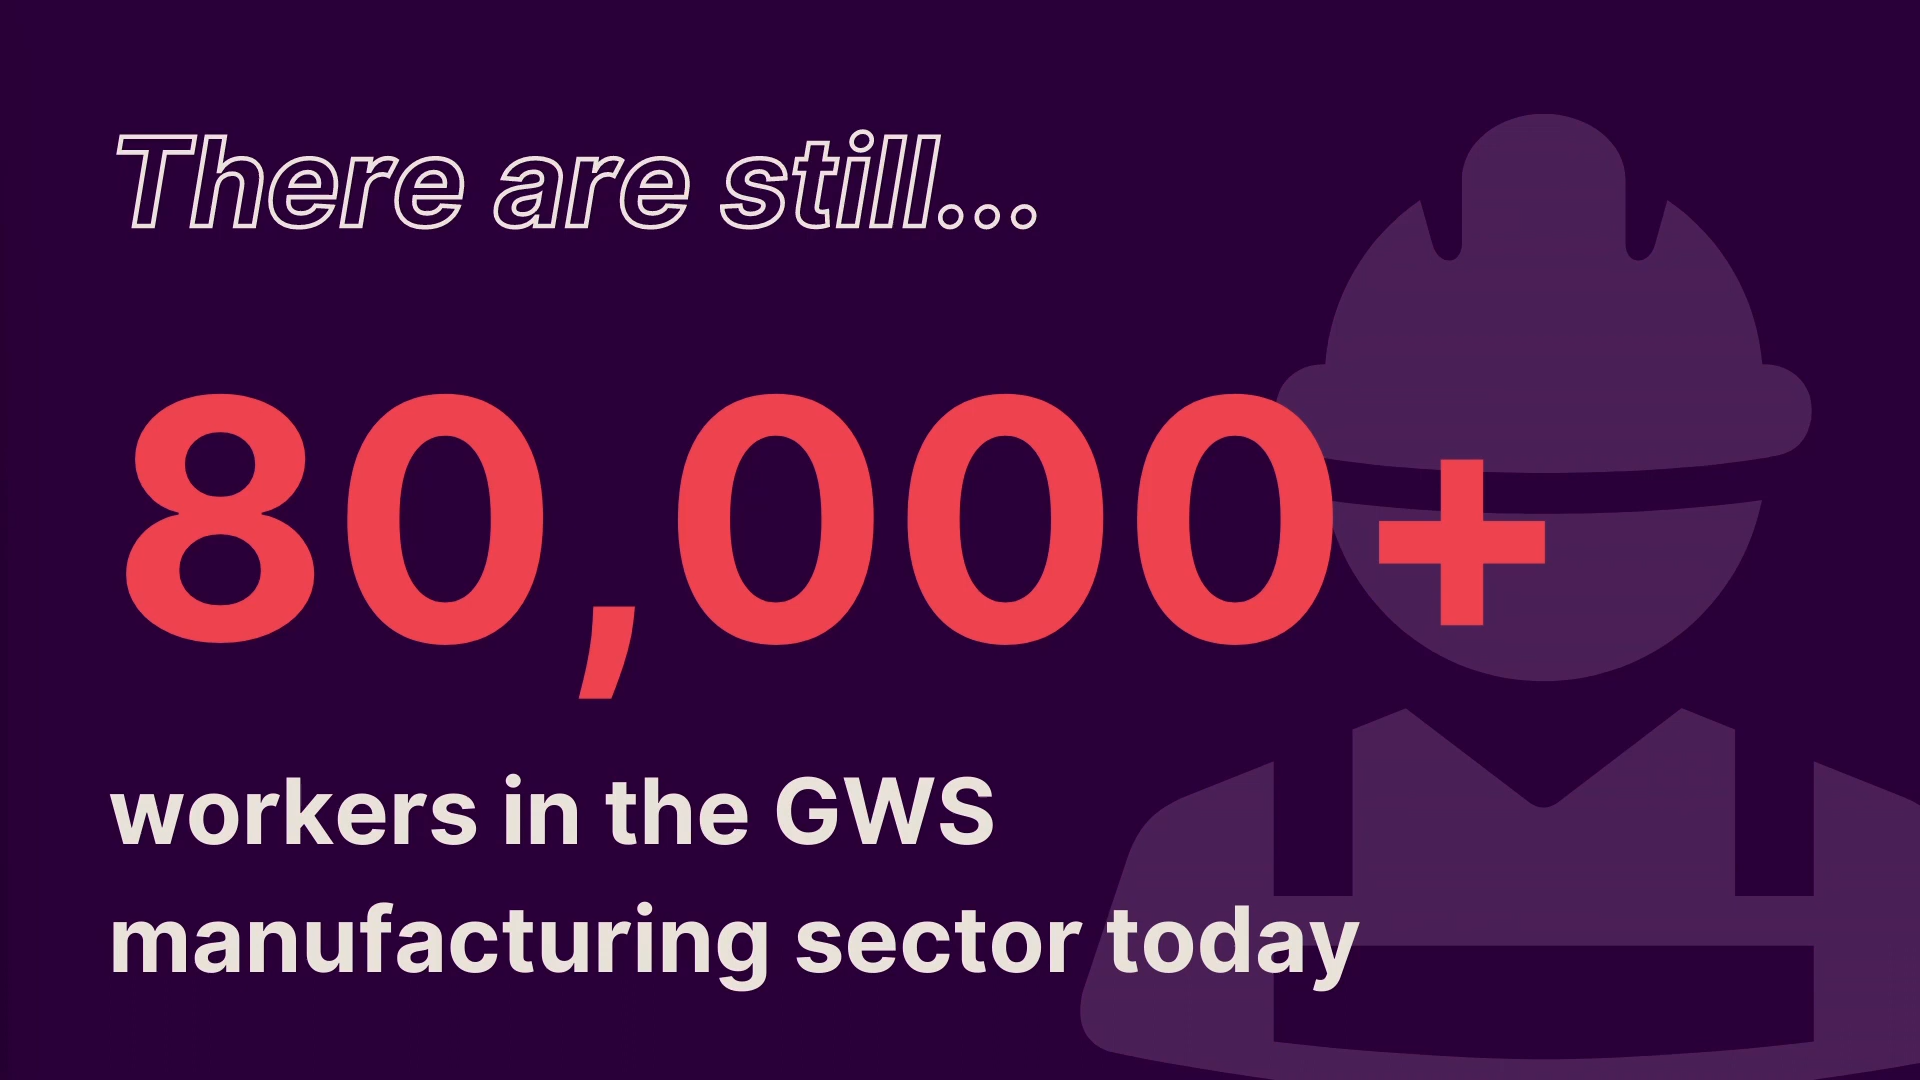 There are still...
80,000+
workers in the GWS
manufacturing sector today